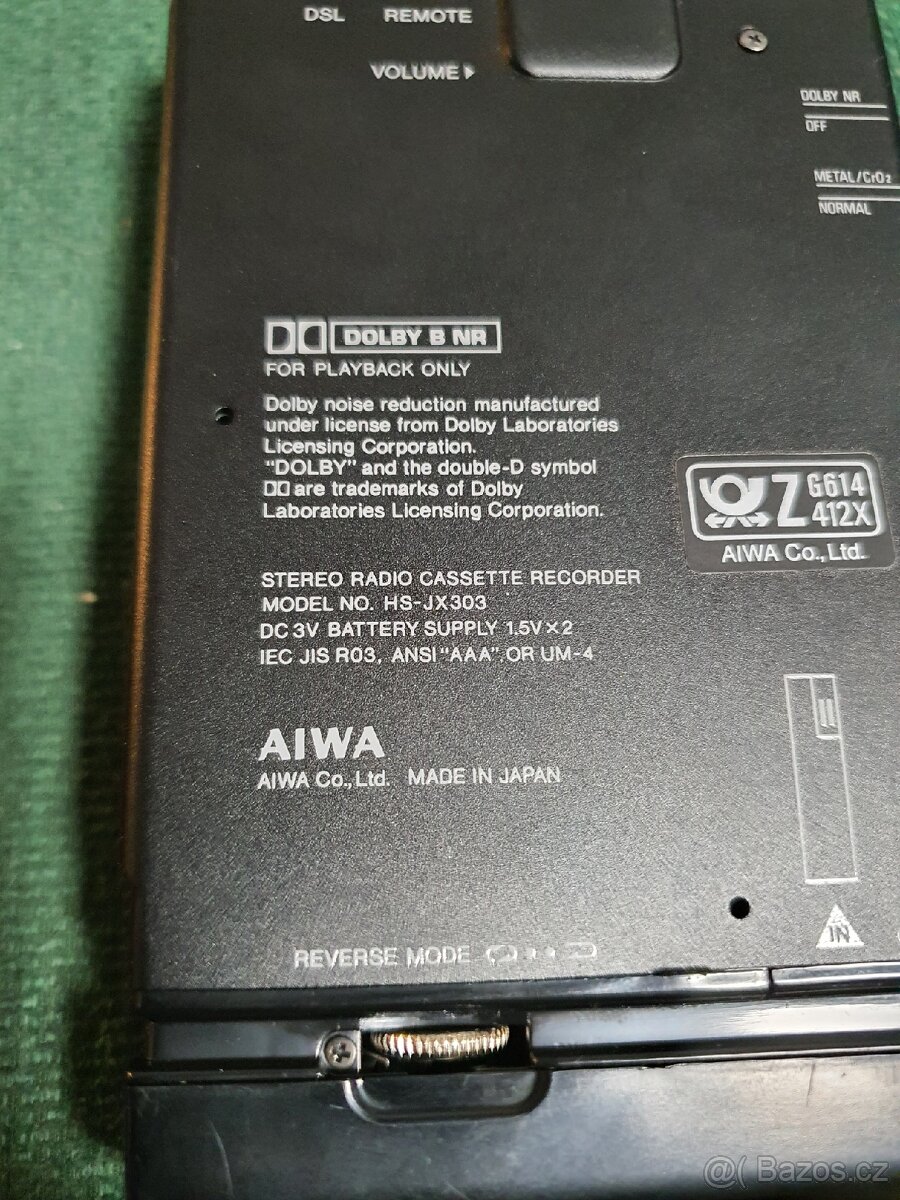 DSL REMOTE
VOLUME
DOLBY NR
OFF
METAL/CrO2
NORMAL
DOLBY B NR
FOR PLAYBACK ONLY
Dolby noise reduction manufactured
under license from Dolby Laboratories
Licensing Corporation.
"DOLBY" and the double-D symbol
are trademarks of Dolby
Laboratories Licensing Corporation.
Z G614
412X
AIWA Co., Ltd.
STEREO RADIO CASSETTE RECORDER
MODEL NO. HS-JX303
DC 3V BATTERY SUPPLY 1.5V×2
IEC JIS R03, ANSI "AAA", OR UM-4
AIWA
AIWA Co., Ltd. MADE IN JAPAN
IN
REVERSE MODE
@( Bazos.cz